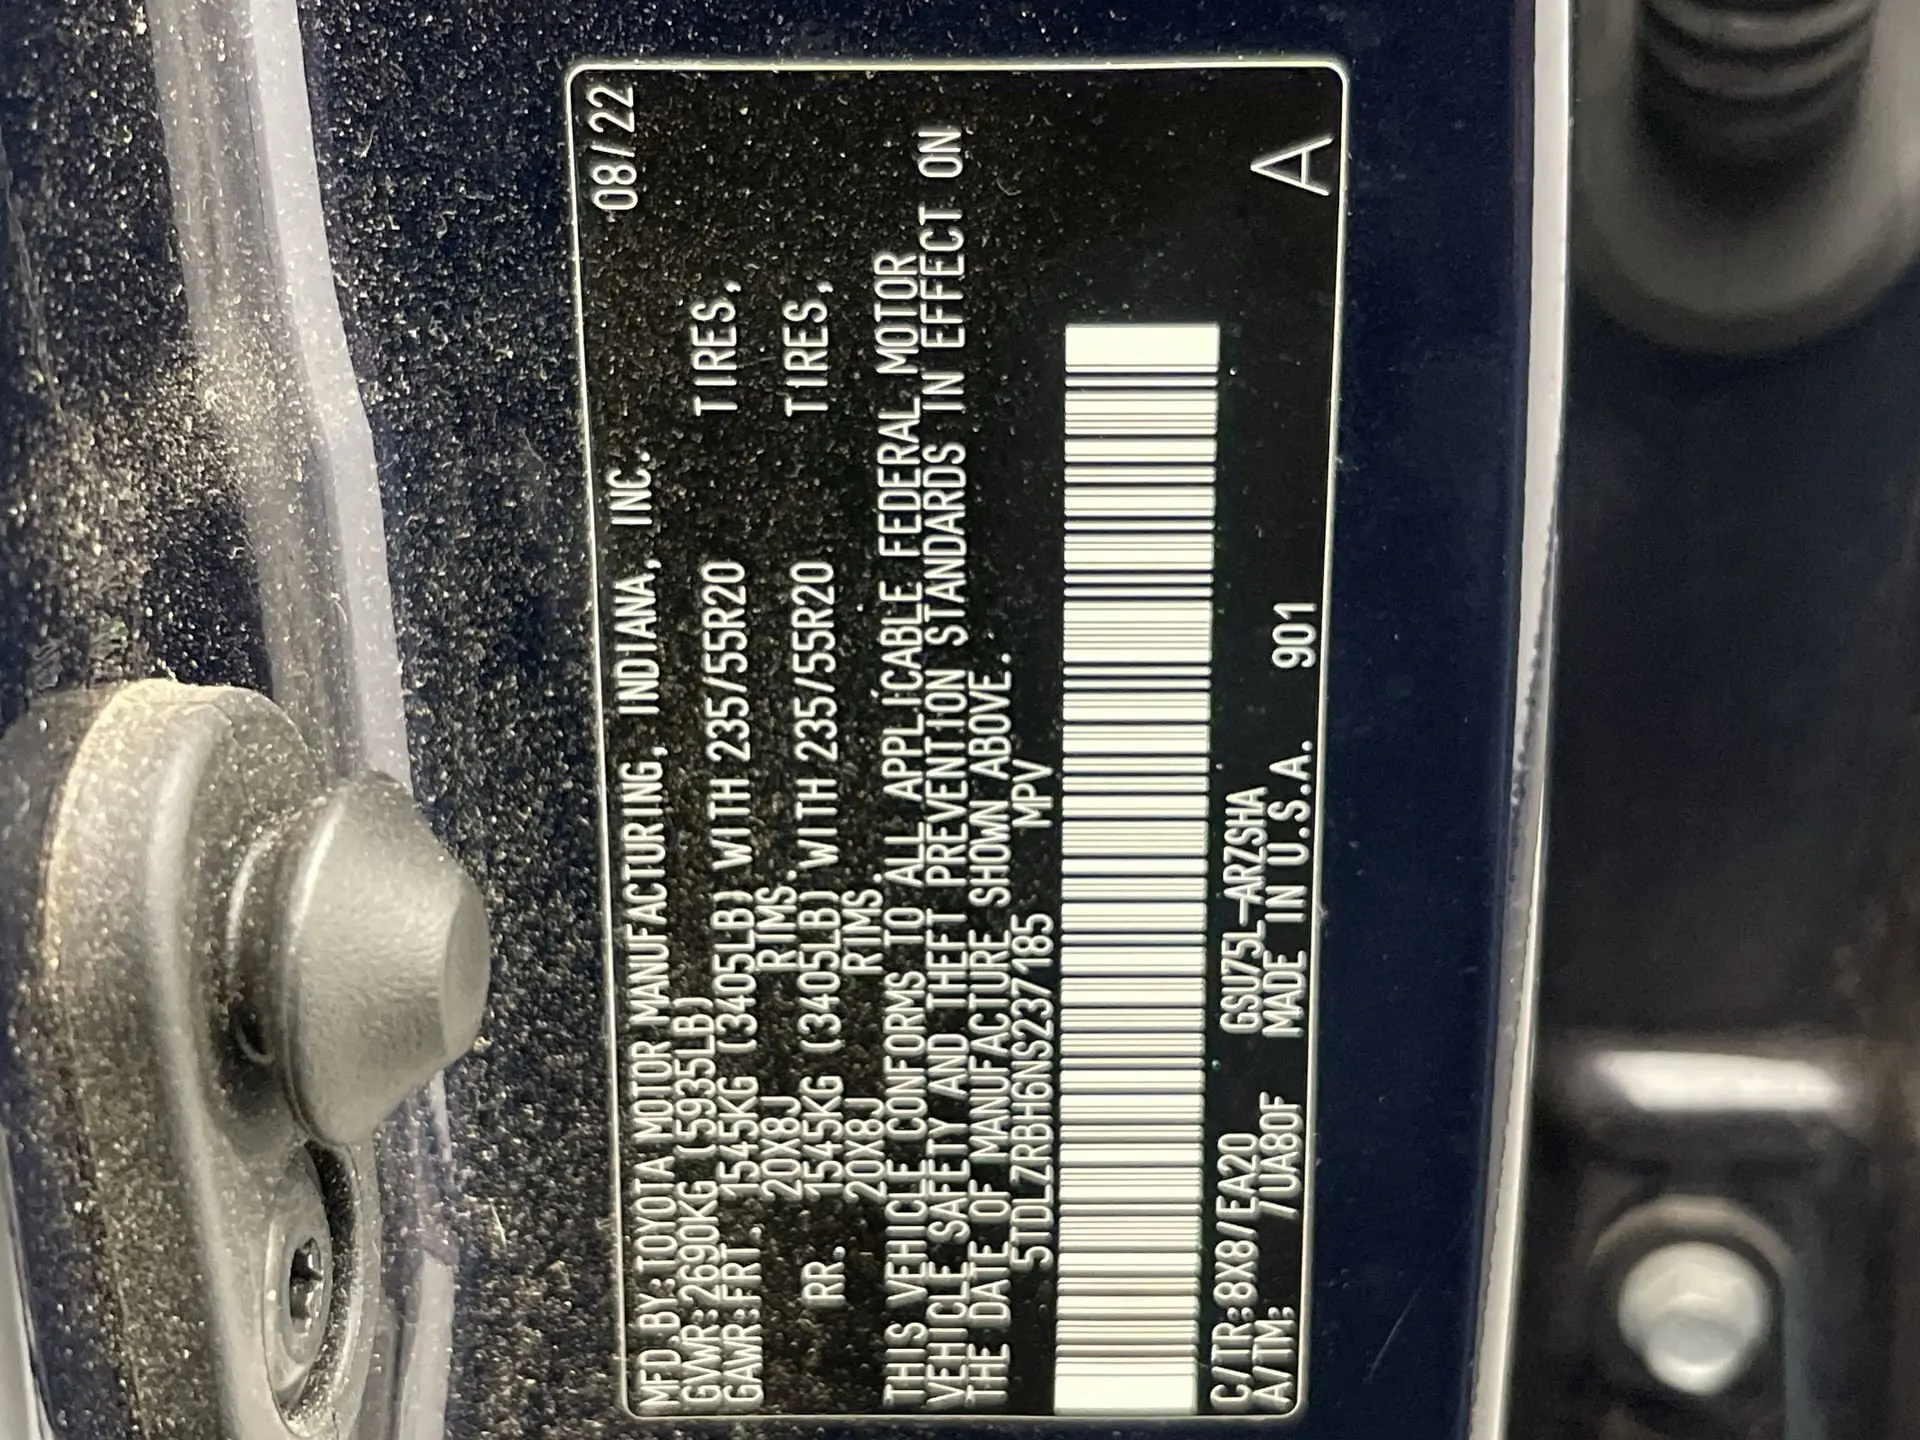 MFD.BY:TOYOTA MOTOR MANUFACTURING, INDIANA, INC. 08/22
GVWR:2690KG (5935LB)
GAWR:FRT. 1545KG (3405LB) WITH 235/55R20 TIRES,
20X8J RIMS.
RR. 1545KG (3405LB) WITH 235/55R20 TIRES,
20X8J RIMS.
THIS VEHICLE CONFORMS TO ALL APPLICABLE FEDERAL MOTOR
VEHICLE SAFETY AND THEFT PREVENTION STANDARDS IN EFFECT ON
THE DATE OF MANUFACTURE SHOWN ABOVE.
5TDLZRBH6NS237185 MPV
C/TR:8X8/EA20 GSU75L-ARZSHA
A/TM: 7UA80F MADE IN U.S.A. 901 A